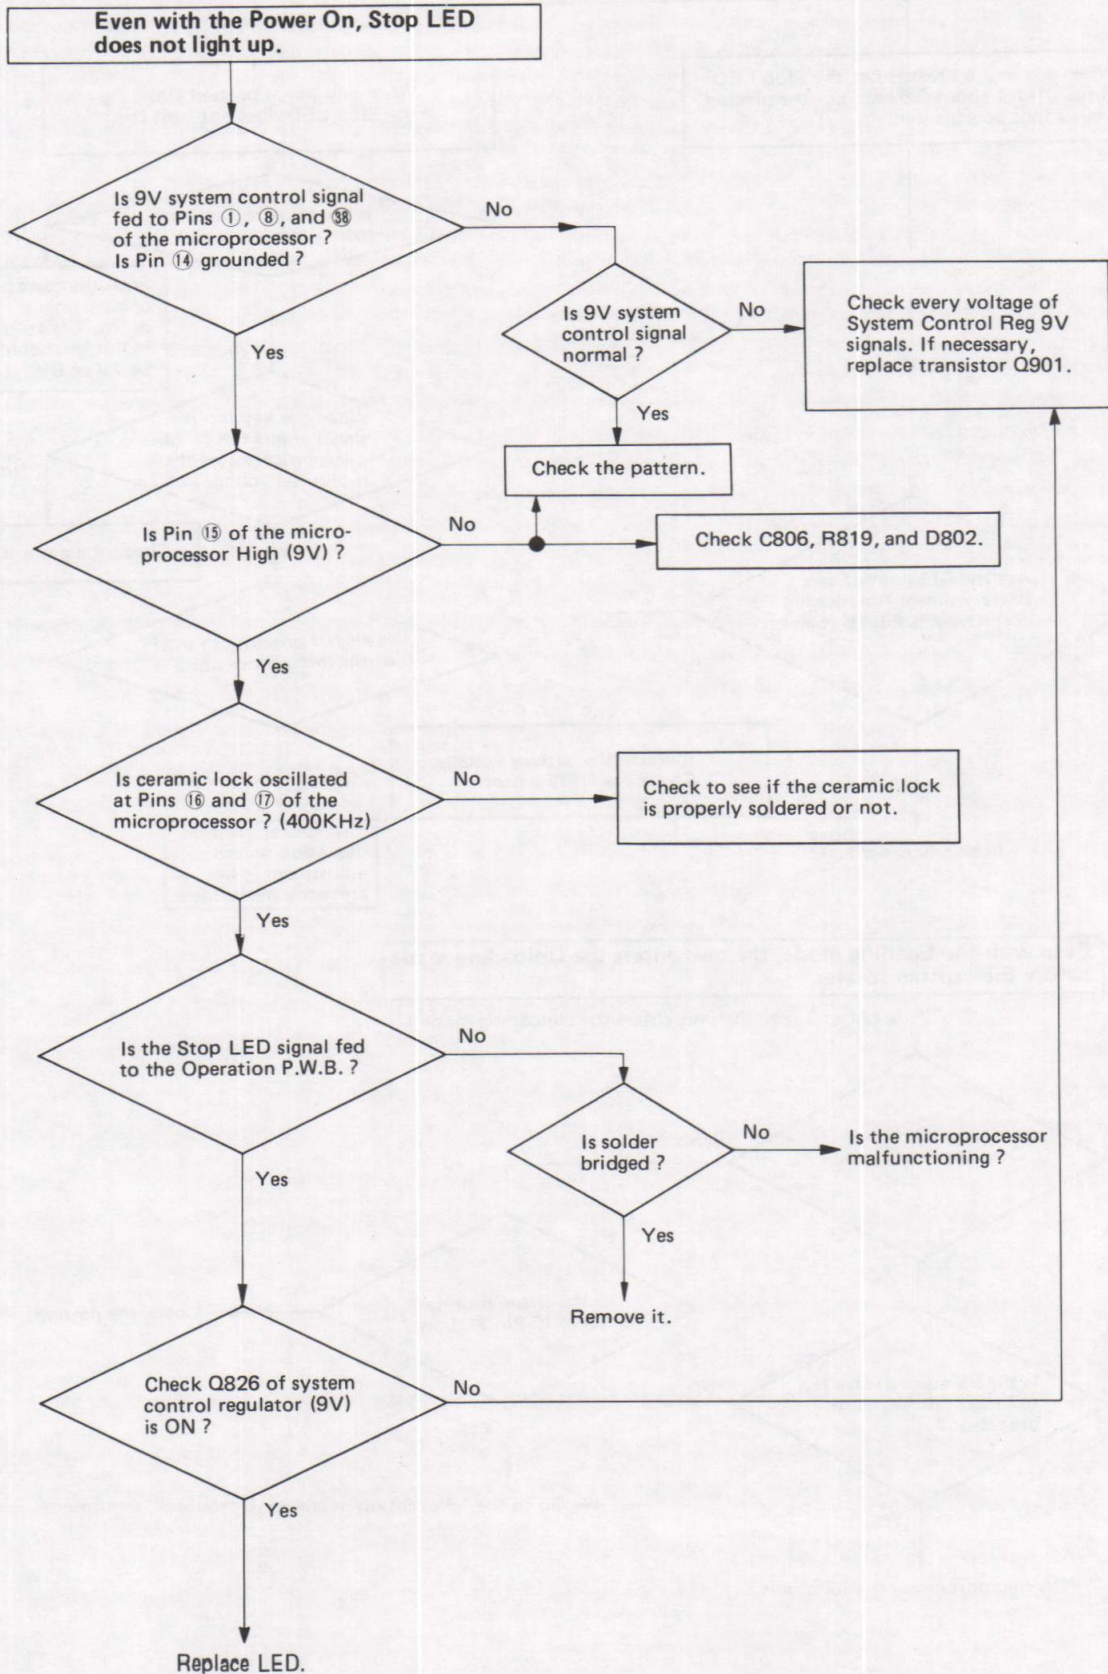 Even with the Power On, Stop LED
does not light up.
Is 9V system control signal
fed to Pins ①, ⑧, and ㊳
of the microprocessor ?
Is Pin ⑭ grounded ?
No
Yes
Is 9V system
control signal
normal ?
No
Yes
Check every voltage of
System Control Reg 9V
signals. If necessary,
replace transistor Q901.
Check the pattern.
Is Pin ⑮ of the micro-
processor High (9V) ?
No
Yes
Check C806, R819, and D802.
Is ceramic lock oscillated
at Pins ⑯ and ⑰ of the
microprocessor ? (400KHz)
No
Yes
Check to see if the ceramic lock
is properly soldered or not.
Is the Stop LED signal fed
to the Operation P.W.B. ?
No
Yes
Is solder
bridged ?
No
Yes
Is the microprocessor
malfunctioning ?
Remove it.
Check Q826 of system
control regulator (9V)
is ON ?
No
Yes
Replace LED.